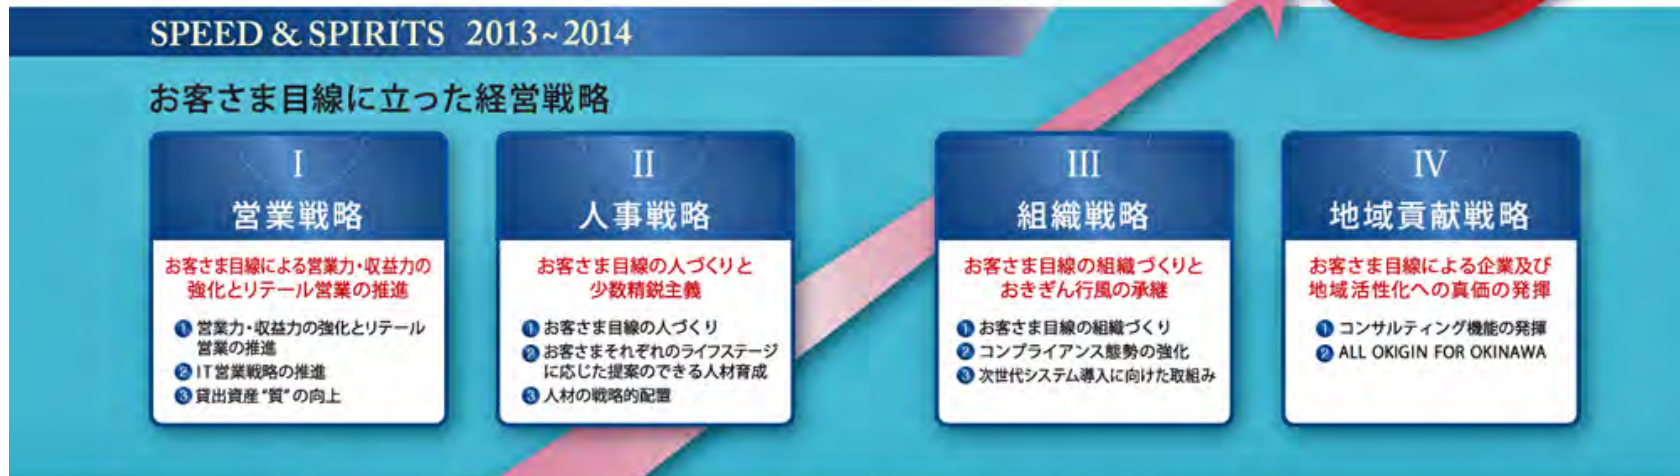 SPEED & SPIRITS 2013~2014
お客さま目線に立った経営戦略
I
営業戦略
お客さま目線による営業力・収益力の
強化とリテール営業の推進
❶ 営業力・収益力の強化とリテール
営業の推進
❷ IT営業戦略の推進
❸ 貸出資産“質”の向上
II
人事戦略
お客さま目線の人づくりと
少数精鋭主義
❶ お客さま目線の人づくり
❷ お客さまそれぞれのライフステージ
に応じた提案のできる人材育成
❸ 人材の戦略的配置
III
組織戦略
お客さま目線の組織づくりと
おきぎん行風の承継
❶ お客さま目線の組織づくり
❷ コンプライアンス態勢の強化
❸ 次世代システム導入に向けた取組み
IV
地域貢献戦略
お客さま目線による企業及び
地域活性化への真価の発揮
❶ コンサルティング機能の発揮
❷ ALL OKIGIN FOR OKINAWA